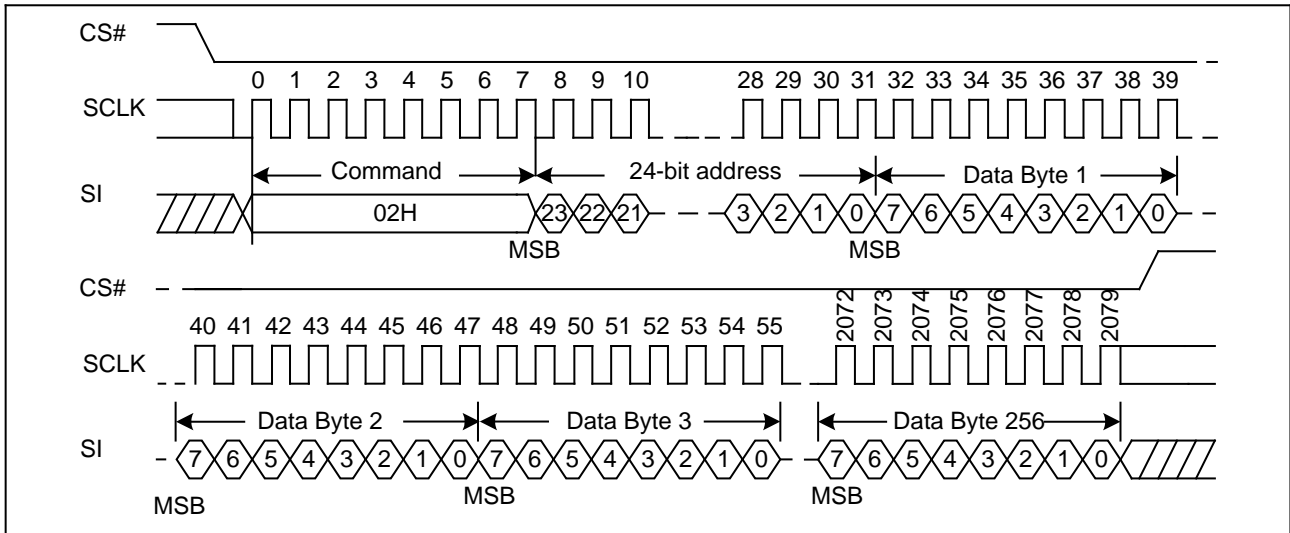 CS#
0 1 2 3 4 5 6 7 8 9 10 28 29 30 31 32 33 34 35 36 37 38 39
SCLK
Command 24-bit address Data Byte 1
SI
02H 23 22 21 3 2 1 0 7 6 5 4 3 2 1 0
MSB MSB
CS#
40 41 42 43 44 45 46 47 48 49 50 51 52 53 54 55 2072 2073 2074 2075 2076 2077 2078 2079
SCLK
Data Byte 2 Data Byte 3 Data Byte 256
SI
7 6 5 4 3 2 1 0 7 6 5 4 3 2 1 0 7 6 5 4 3 2 1 0
MSB MSB MSB